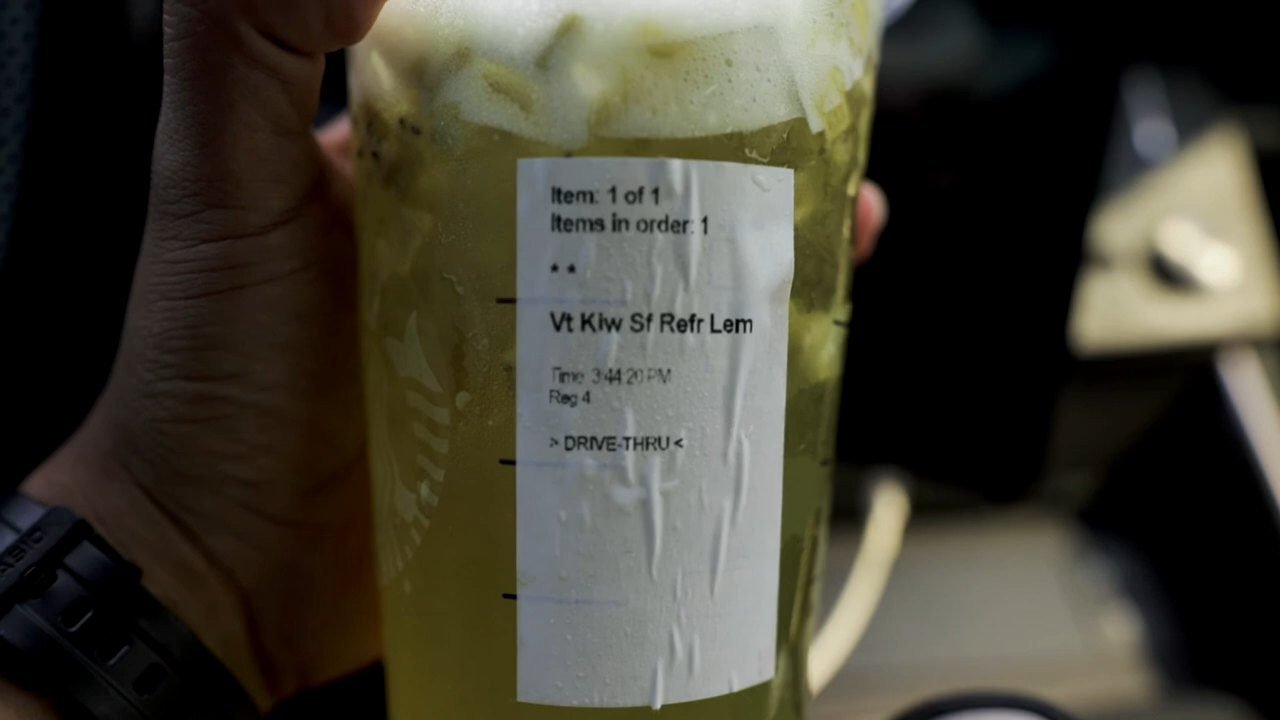 Item: 1 of 1
Items in order: 1
* *
Vt Kiw Sf Refr Lem
Time: 3:44:20 PM
Reg 4
> DRIVE-THRU <
CASIO